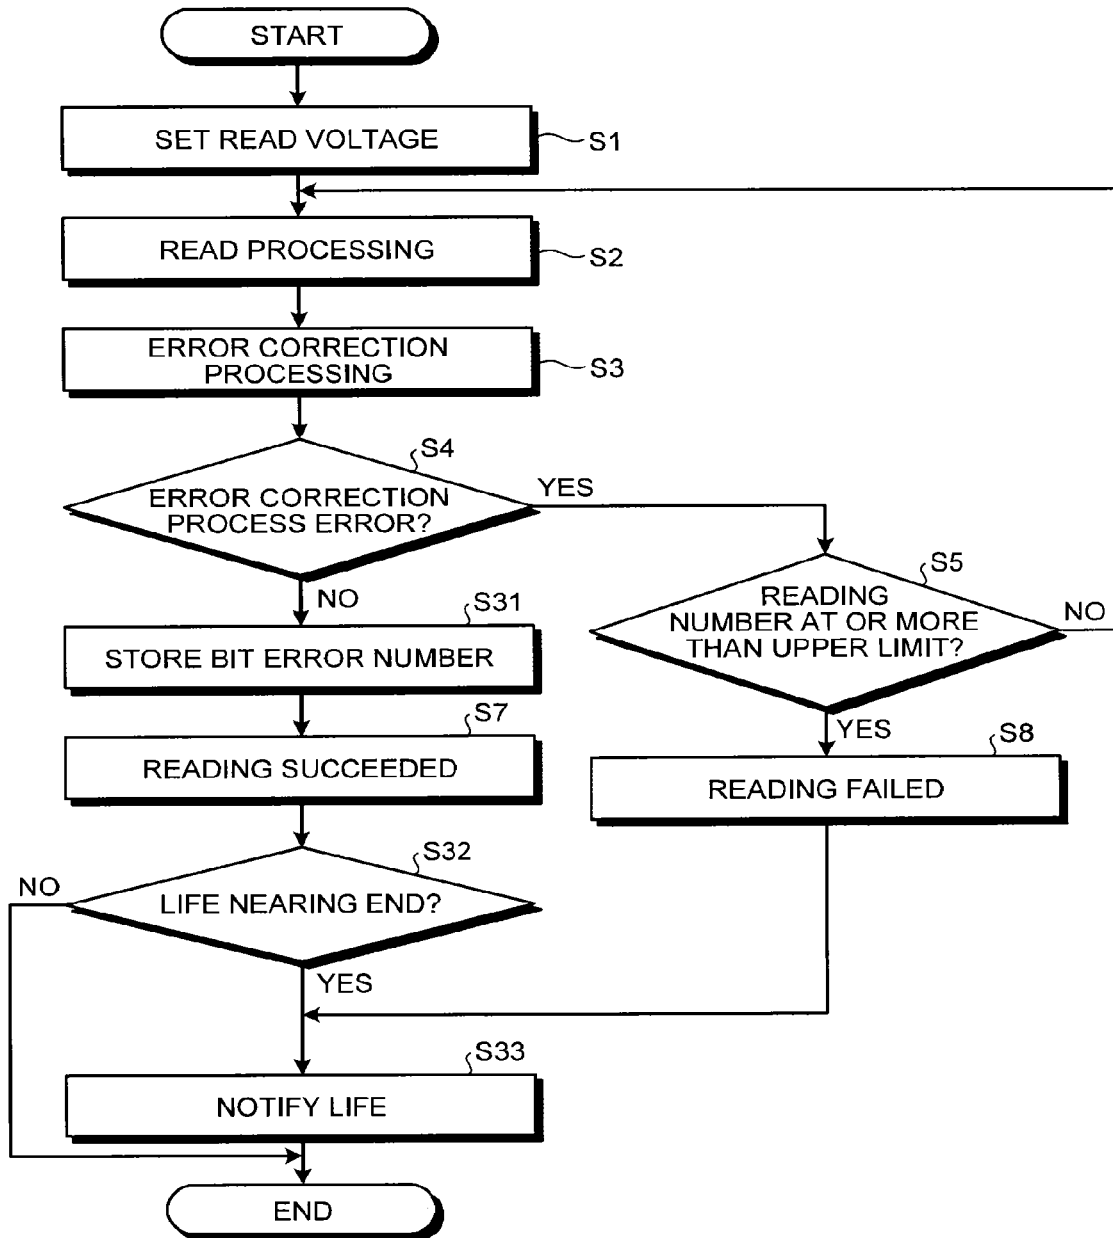 START
SET READ VOLTAGE
S1
READ PROCESSING
S2
ERROR CORRECTION
PROCESSING
S3
S4
ERROR CORRECTION
PROCESS ERROR?
YES
NO
S5
READING
NUMBER AT OR MORE
THAN UPPER LIMIT?
NO
YES
S31
STORE BIT ERROR NUMBER
S7
READING SUCCEEDED
S8
READING FAILED
S32
LIFE NEARING END?
NO
YES
S33
NOTIFY LIFE
END